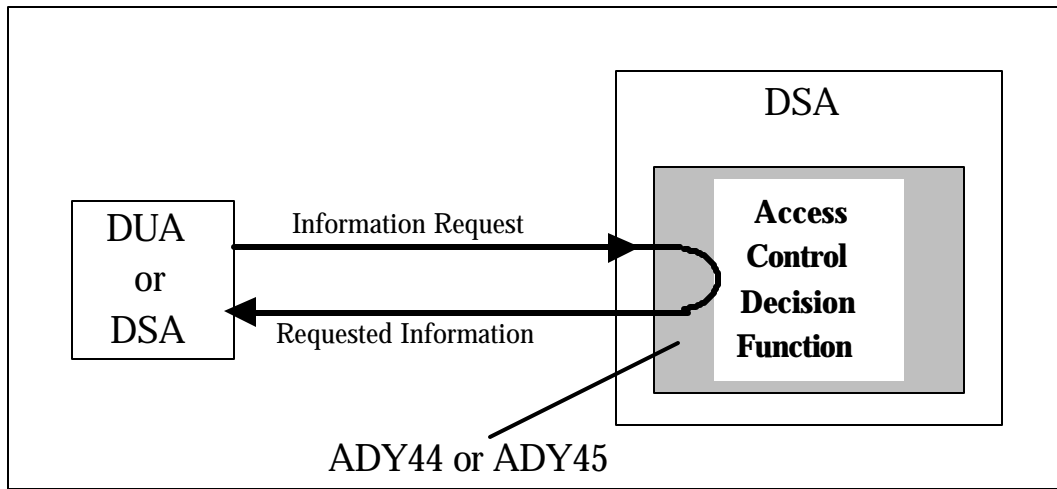 DSA
DUA
or
DSA
Information Request
Requested Information
Access
Control
Decision
Function
ADY44 or ADY45